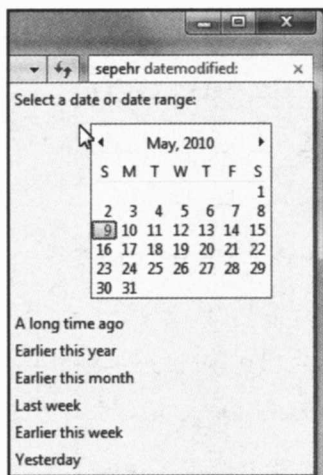 sepehr datemodified:
Select a date or date range:
May, 2010
S M T W T F S
1
2 3 4 5 6 7 8
9 10 11 12 13 14 15
16 17 18 19 20 21 22
23 24 25 26 27 28 29
30 31
A long time ago
Earlier this year
Earlier this month
Last week
Earlier this week
Yesterday